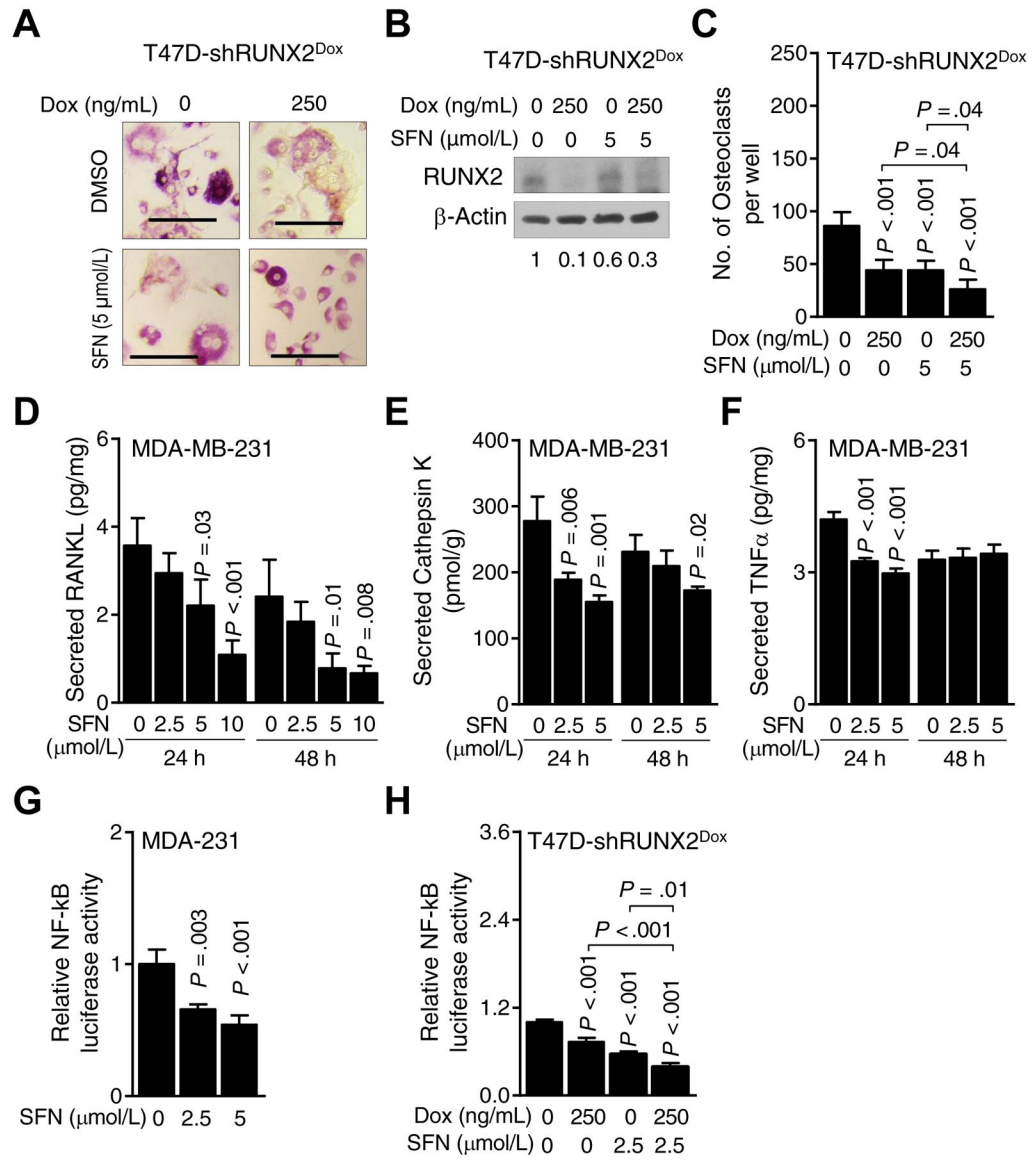 A
T47D-shRUNX2Dox
Dox (ng/mL) 0 250
DMSO
SFN (5 μmol/L)
B
T47D-shRUNX2Dox
Dox (ng/mL) 0 250 0 250
SFN (μmol/L) 0 0 5 5
RUNX2
β-Actin
1 0.1 0.6 0.3
C
T47D-shRUNX2Dox
No. of Osteoclasts
per well
250
200
150
100
50
0
P =.04
P =.04
P <.001
P <.001
P <.001
Dox (ng/mL) 0 250 0 250
SFN (μmol/L) 0 0 5 5
D
MDA-MB-231
Secreted RANKL (pg/mg)
6
4
2
0
P =.03
P <.001
P =.01
P =.008
SFN 0 2.5 5 10 0 2.5 5 10
(μmol/L) 24 h 48 h
E
MDA-MB-231
Secreted Cathepsin K
(pmol/g)
400
300
200
100
0
P =.006
P =.001
P =.02
SFN 0 2.5 5 0 2.5 5
(μmol/L) 24 h 48 h
F
MDA-MB-231
Secreted TNFα (pg/mg)
6
3
0
P <.001
P <.001
SFN 0 2.5 5 0 2.5 5
(μmol/L) 24 h 48 h
G
MDA-231
Relative NF-kB
luciferase activity
2
1
0
P =.003
P <.001
SFN (μmol/L) 0 2.5 5
H
T47D-shRUNX2Dox
Relative NF-kB
luciferase activity
3.6
2.4
1.2
0.0
P = .01
P <.001
P <.001
P <.001
P <.001
Dox (ng/mL) 0 250 0 250
SFN (μmol/L) 0 0 2.5 2.5